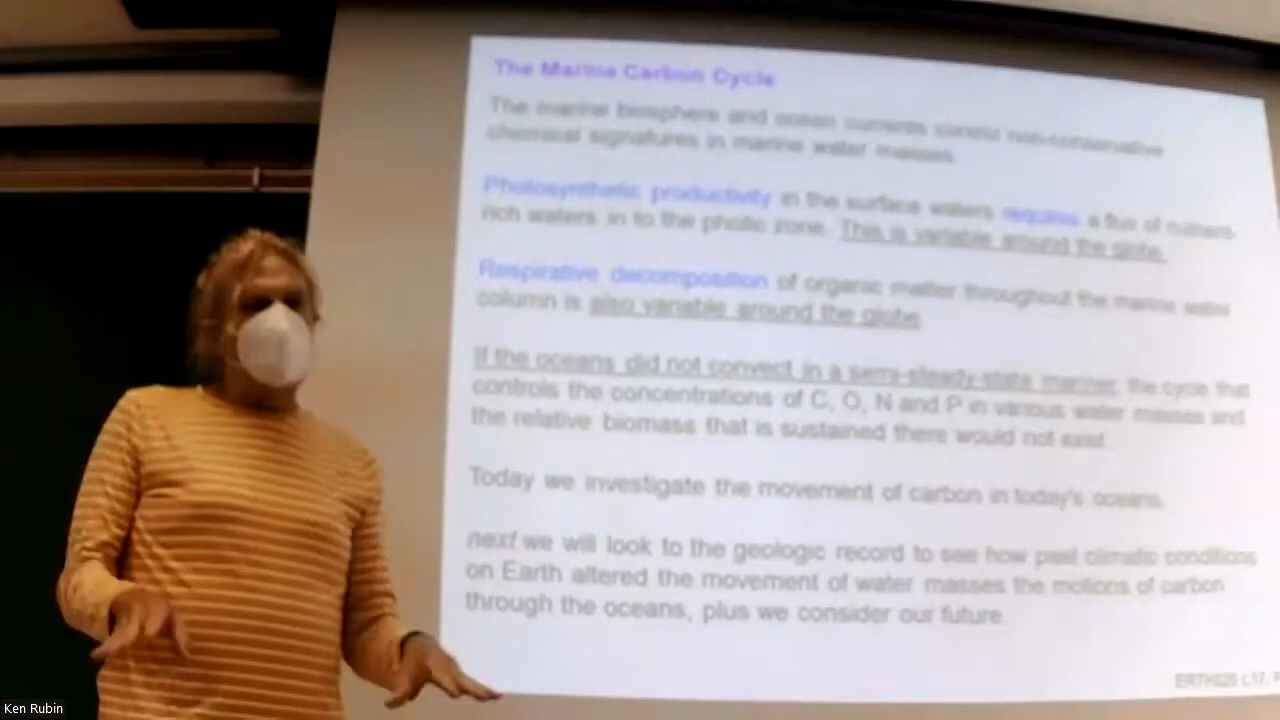 The Marine Carbon Cycle
The marine biosphere and ocean currents control non-conservative
chemical signatures in marine water masses.
Photosynthetic productivity in the surface waters requires a flux of nutrient-
rich waters in to the photic zone. This is variable around the globe.
Respirative decomposition of organic matter throughout the marine water
column is also variable around the globe
If the oceans did not convect in a semi-steady-state manner, the cycle that
controls the concentrations of C, O, N and P in various water masses and
the relative biomass that is sustained there would not exist.
Today we investigate the movement of carbon in today's oceans.
next we will look to the geologic record to see how past climatic conditions
on Earth altered the movement of water masses the motions of carbon
through the oceans, plus we consider our future.
L17,
Ken Rubin